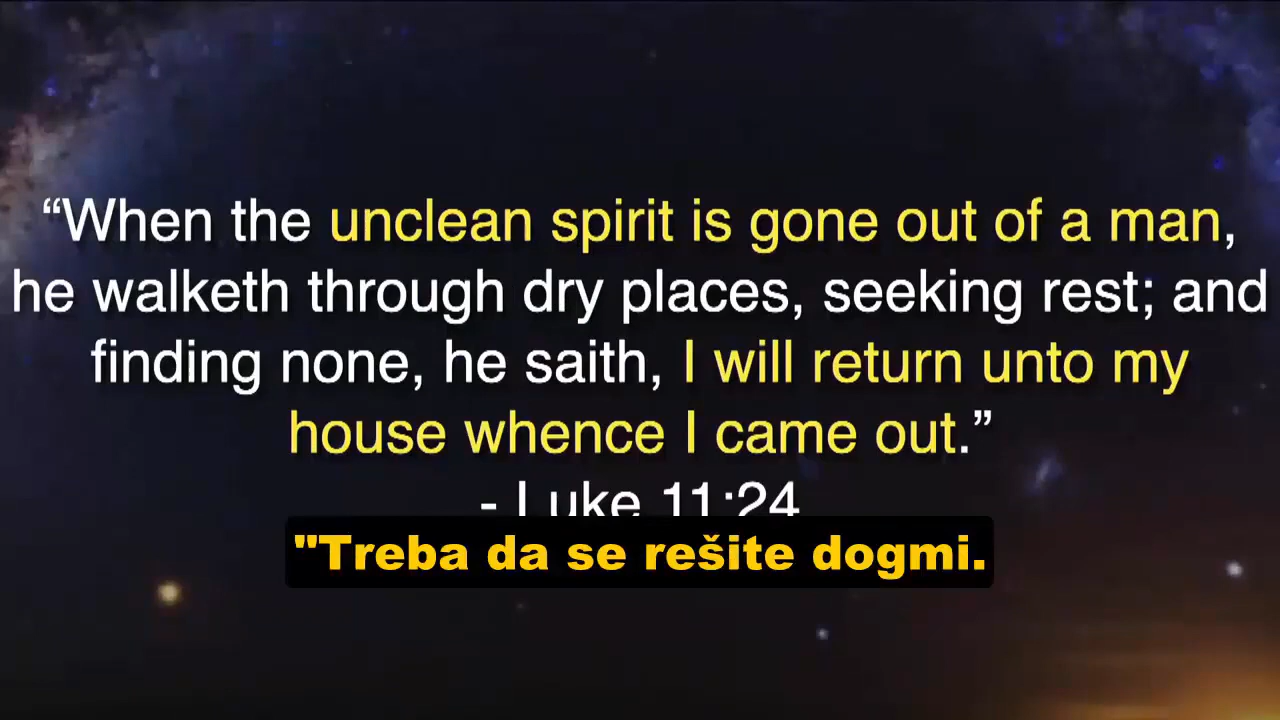 “When the unclean spirit is gone out of a man,
he walketh through dry places, seeking rest; and
finding none, he saith, I will return unto my
house whence I came out.”
- Luke 11:24
"Treba da se rešite dogmi.